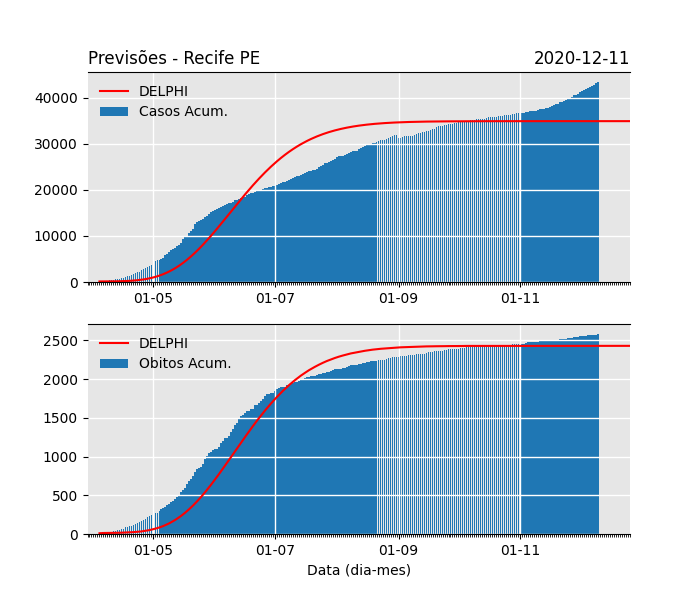 Previsões - Recife PE 2020-12-11
DELPHI
Casos Acum.
40000
30000
20000
10000
0
01-05 01-07 01-09 01-11
DELPHI
Obitos Acum.
2500
2000
1500
1000
500
0
01-05 01-07 01-09 01-11
Data (dia-mes)